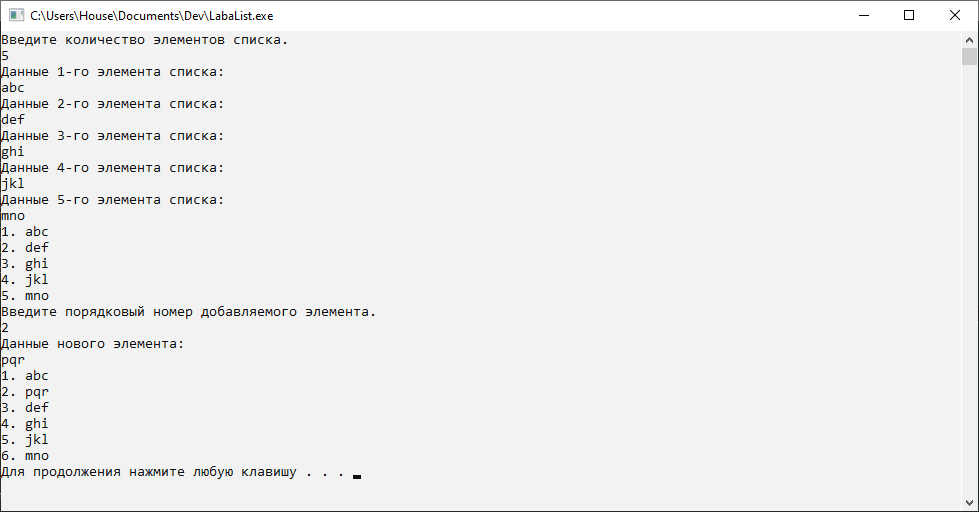 C:\Users\House\Documents\Dev\LabaList.exe
Введите количество элементов списка.
5
Данные 1-го элемента списка:
abc
Данные 2-го элемента списка:
def
Данные 3-го элемента списка:
ghi
Данные 4-го элемента списка:
jkl
Данные 5-го элемента списка:
mno
1. abc
2. def
3. ghi
4. jkl
5. mno
Введите порядковый номер добавляемого элемента.
2
Данные нового элемента:
pqr
1. abc
2. pqr
3. def
4. ghi
5. jkl
6. mno
Для продолжения нажмите любую клавишу . . .